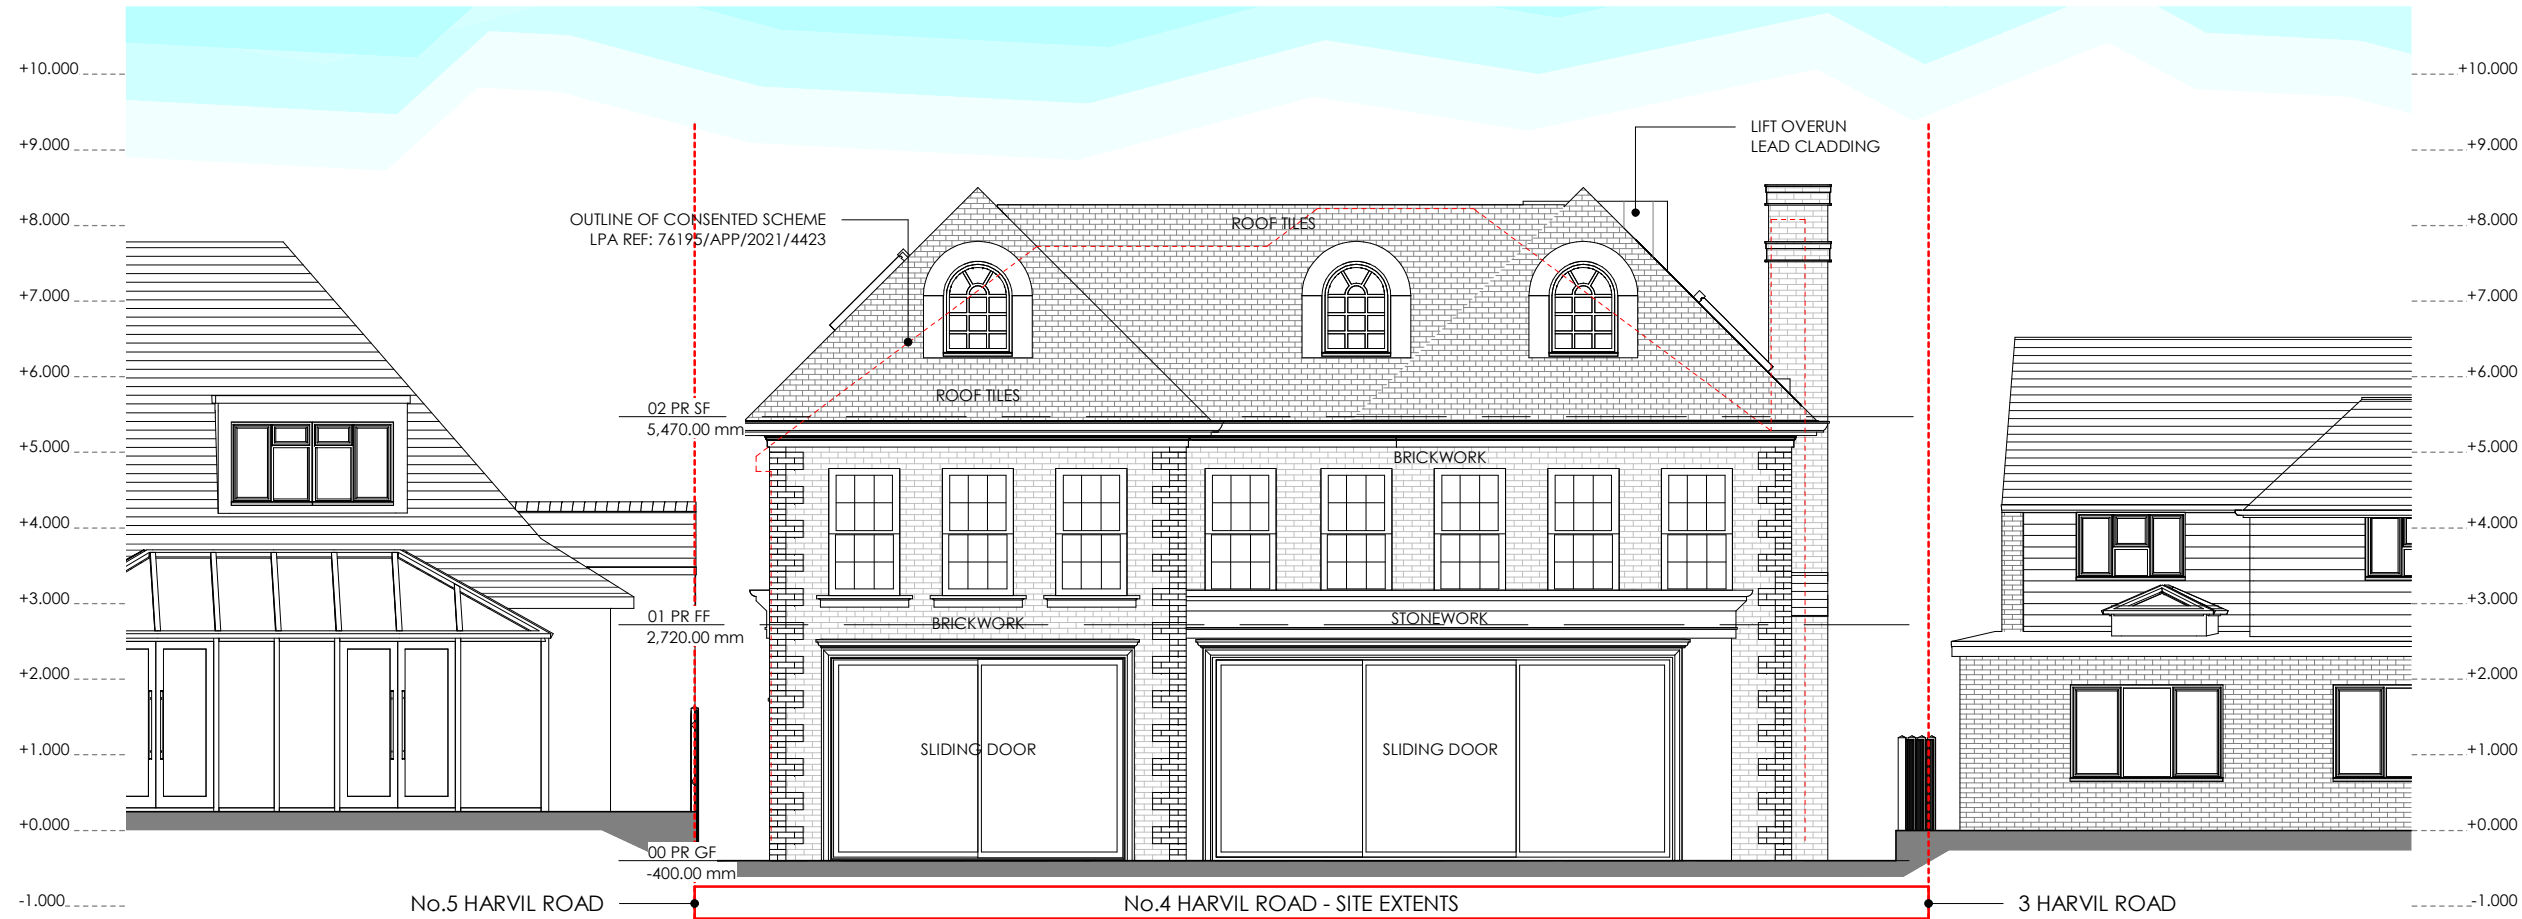 +10.000
+9.000
+8.000
+7.000
+6.000
+5.000
+4.000
+3.000
+2.000
+1.000
+0.000
-1.000
OUTLINE OF CONSENTED SCHEME
LPA REF: 76195/APP/2021/4423
LIFT OVERUN
LEAD CLADDING
ROOF TILES
ROOF TILES
02 PR SF
5,470.00 mm
BRICKWORK
01 PR FF
2,720.00 mm
BRICKWORK
STONEWORK
SLIDING DOOR
SLIDING DOOR
00 PR GF
-400.00 mm
No.5 HARVIL ROAD
No.4 HARVIL ROAD - SITE EXTENTS
3 HARVIL ROAD
+10.000
+9.000
+8.000
+7.000
+6.000
+5.000
+4.000
+3.000
+2.000
+1.000
+0.000
-1.000